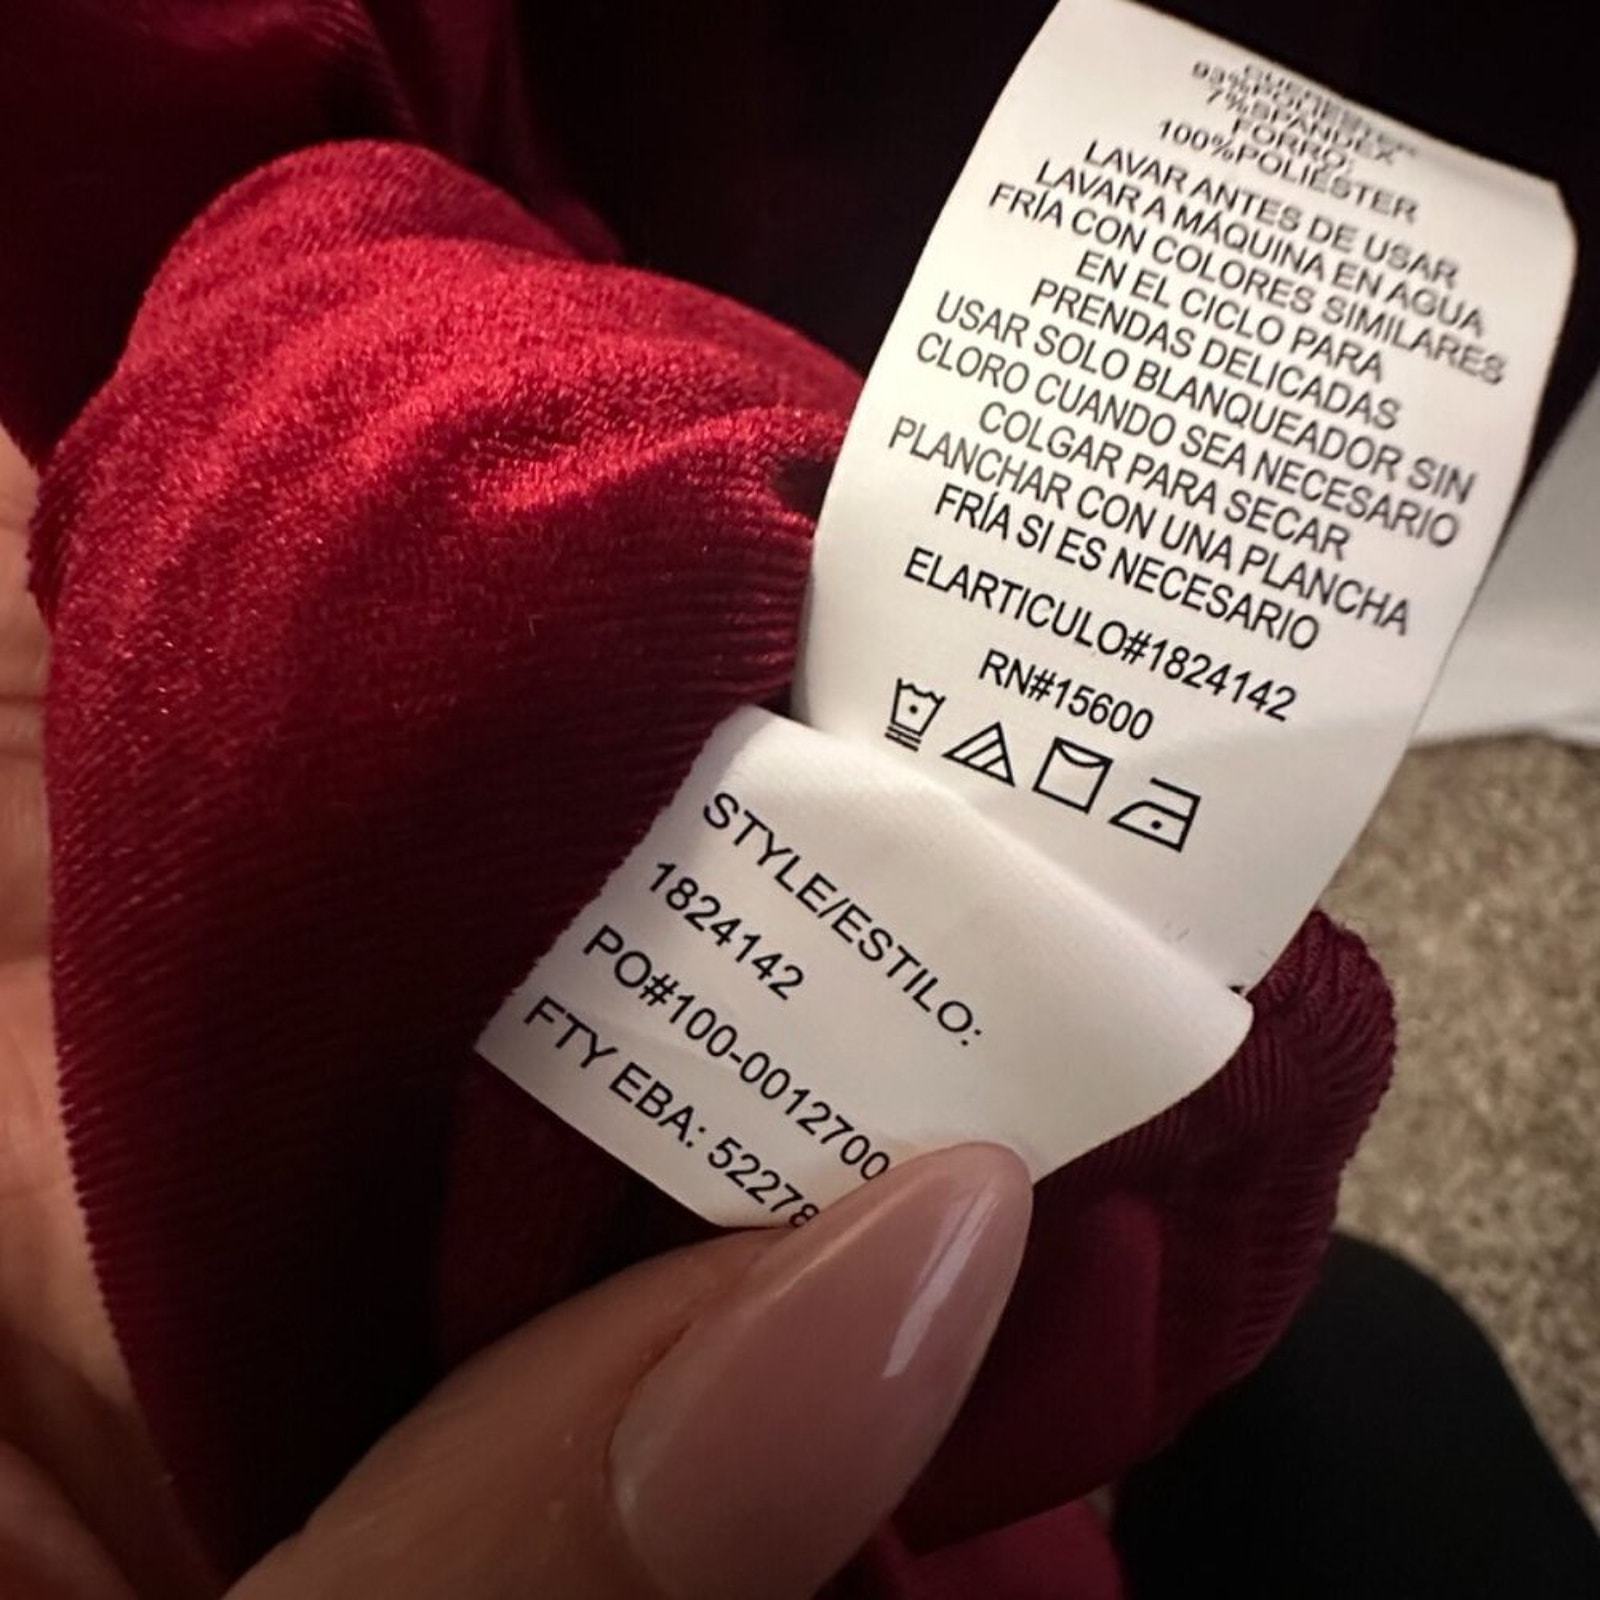 93%POLIÉSTER
7%SPANDEX
FORRO:
100%POLIÉSTER
LAVAR ANTES DE USAR
LAVAR A MÁQUINA EN AGUA
FRÍA CON COLORES SIMILARES
EN EL CICLO PARA
PRENDAS DELICADAS
USAR SOLO BLANQUEADOR SIN
CLORO CUANDO SEA NECESARIO
COLGAR PARA SECAR
PLANCHAR CON UNA PLANCHA
FRÍA SI ES NECESARIO
ELARTICULO#1824142
RN#15600
STYLE/ESTILO:
1824142
PO#100-0012700
FTY EBA: 52278